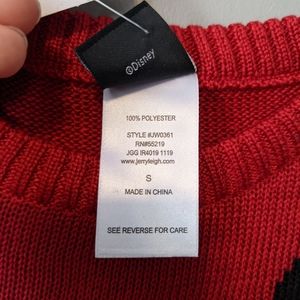 ©Disney
100% POLYESTER
STYLE #JW0361
RN#55219
JGG IR4019 1119
www.jerryleigh.com
S
MADE IN CHINA
SEE REVERSE FOR CARE